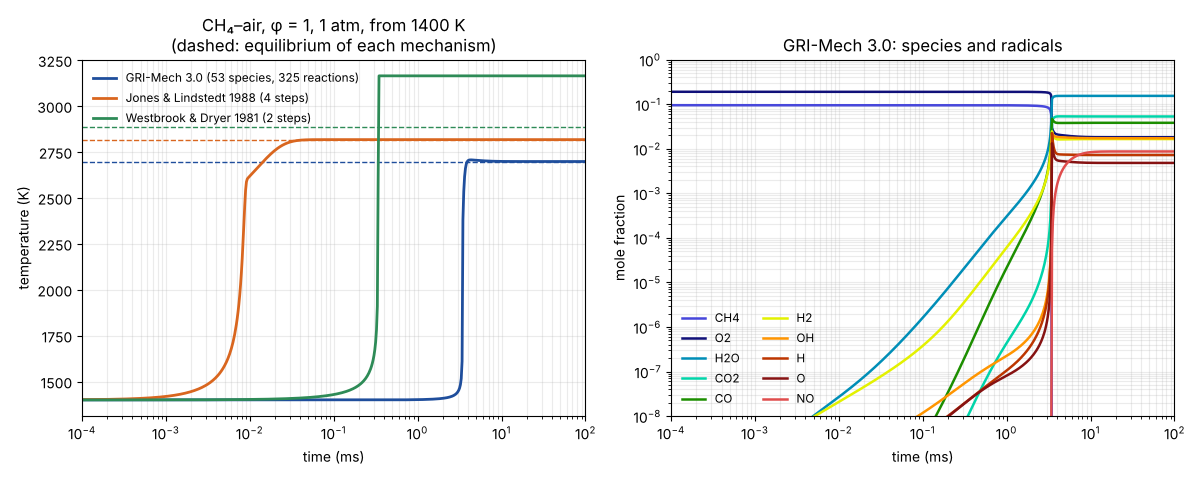 CH₄–air, φ = 1, 1 atm, from 1400 K
(dashed: equilibrium of each mechanism)
3250
3000
2750
2500
2250
2000
1750
1500
temperature (K)
GRI-Mech 3.0 (53 species, 325 reactions)
Jones & Lindstedt 1988 (4 steps)
Westbrook & Dryer 1981 (2 steps)
10⁻⁴ 10⁻³ 10⁻² 10⁻¹ 10⁰ 10¹ 10²
time (ms)
GRI-Mech 3.0: species and radicals
10⁰
10⁻¹
10⁻²
10⁻³
10⁻⁴
10⁻⁵
10⁻⁶
10⁻⁷
10⁻⁸
mole fraction
CH4
O2
H2O
CO2
CO
H2
OH
H
O
NO
10⁻⁴ 10⁻³ 10⁻² 10⁻¹ 10⁰ 10¹ 10²
time (ms)